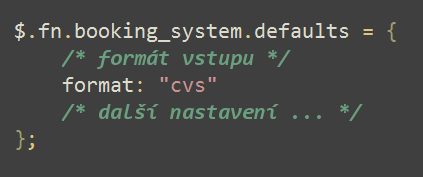 $.fn.booking_system.defaults = {
/* formát vstupu */
format: "cvs"
/* další nastavení ... */
};